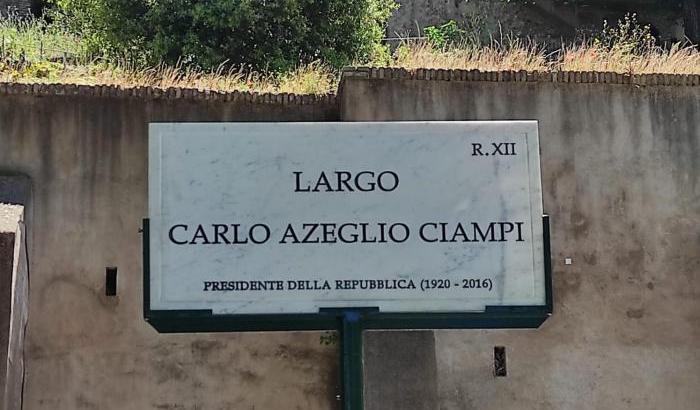 R.XII
LARGO
CARLO AZEGLIO CIAMPI
PRESIDENTE DELLA REPUBBLICA (1920 - 2016)